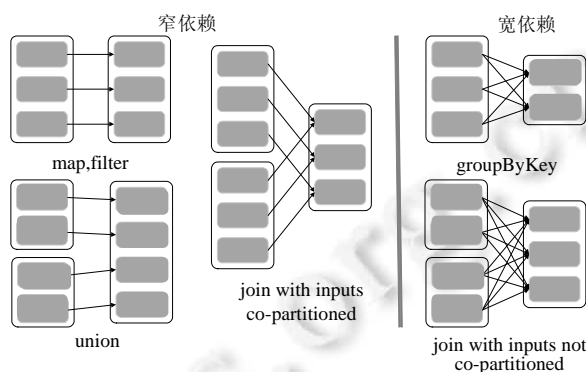 窄依赖
宽依赖
map,filter
groupByKey
union
join with inputs
co-partitioned
join with inputs not
co-partitioned